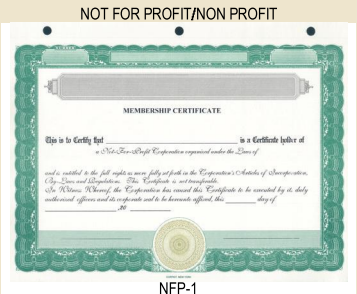 NOT FOR PROFIT/NON PROFIT
NUMBER
MEMBERSHIP CERTIFICATE
This is to Certify that is a Certificate holder of
a Not-For-Profit Corporation organized under the Laws of
and is entitled to the full rights as more fully set forth in the Corporation's Articles of Incorporation,
By-Laws and Regulations. This Certificate is not transferable.
In Witness Whereof, the Corporation has caused this Certificate to be executed by its duly
authorized officers and its corporate seal to be hereunto affixed, this day of
, 20
NFP-1